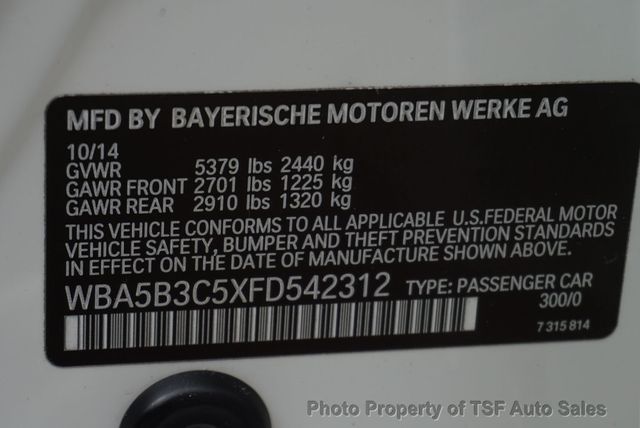 MFD BY BAYERISCHE MOTOREN WERKE AG
10/14
GVWR 5379 lbs 2440 kg
GAWR FRONT 2701 lbs 1225 kg
GAWR REAR 2910 lbs 1320 kg
THIS VEHICLE CONFORMS TO ALL APPLICABLE U.S.FEDERAL MOTOR
VEHICLE SAFETY, BUMPER AND THEFT PREVENTION STANDARDS
IN EFFECT ON THE DATE OF MANUFACTURE SHOWN ABOVE.
WBA5B3C5XFD542312 TYPE: PASSENGER CAR
300/0
7 315 814
Photo Property of TSF Auto Sales